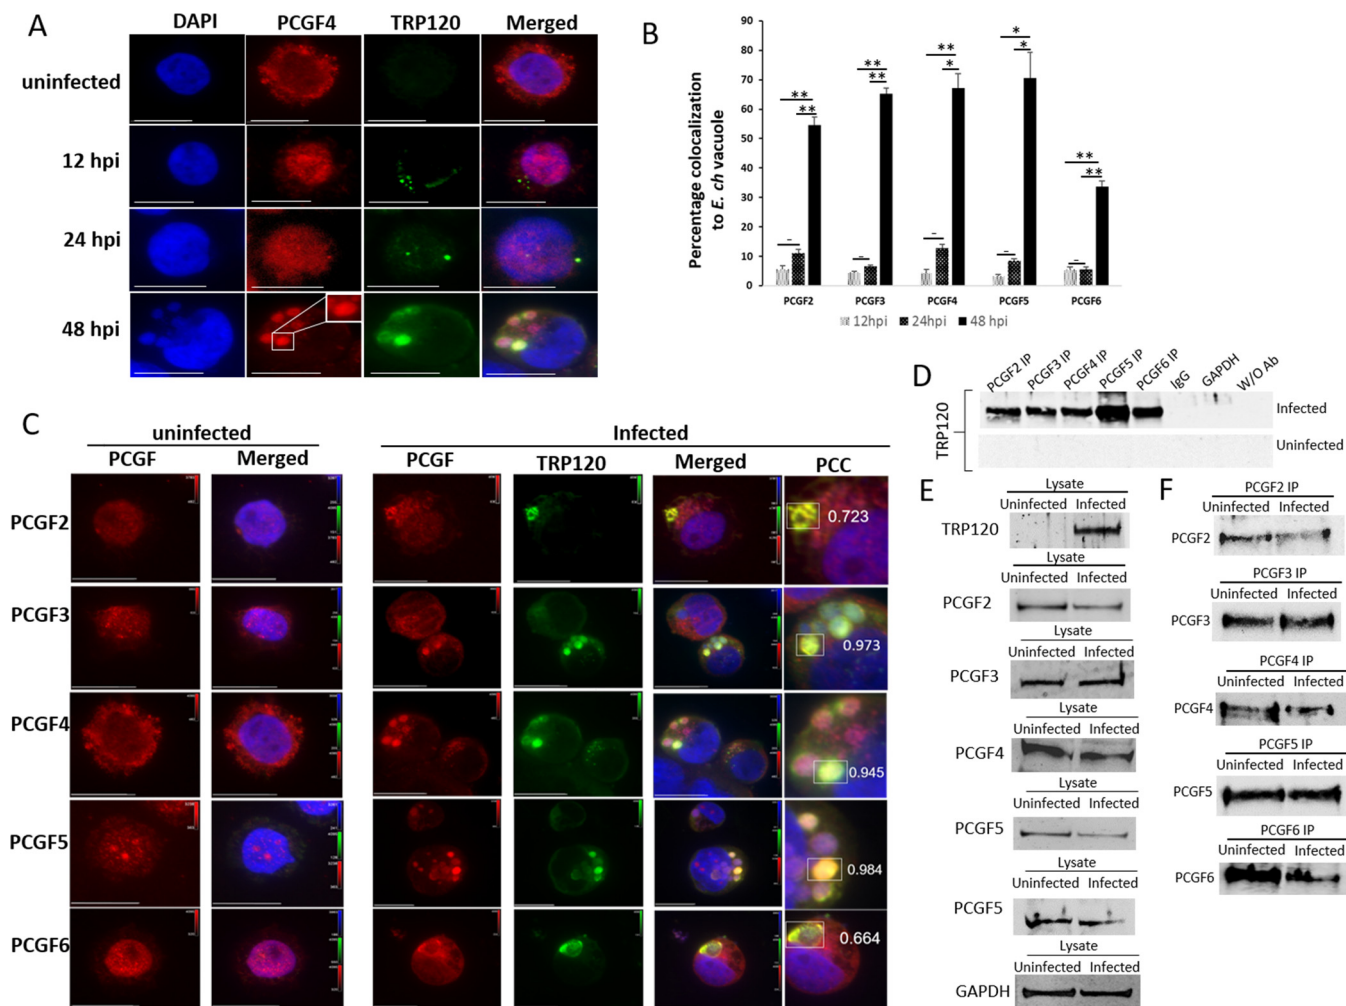 A
DAPI PCGF4 TRP120 Merged
uninfected
12 hpi
24 hpi
48 hpi
B
Percentage colocalization
to E. ch vacuole
90
80
70
60
50
40
30
20
10
0
** ** ** ** ** * * * ** **
– – – – –
PCGF2 PCGF3 PCGF4 PCGF5 PCGF6
12hpi 24hpi 48 hpi
C
uninfected Infected
PCGF Merged PCGF TRP120 Merged PCC
PCGF2
0.723
PCGF3
0.973
PCGF4
0.945
PCGF5
0.984
PCGF6
0.664
D
PCGF2 IP PCGF3 IP PCGF4 IP PCGF5 IP PCGF6 IP IgG GAPDH W/O Ab
TRP120
Infected
Uninfected
E
Lysate
Uninfected Infected
TRP120
Lysate
Uninfected Infected
PCGF2
Lysate
Uninfected Infected
PCGF3
Lysate
Uninfected Infected
PCGF4
Lysate
Uninfected Infected
PCGF5
Lysate
Uninfected Infected
PCGF5
Lysate
Uninfected Infected
GAPDH
F
PCGF2 IP
Uninfected Infected
PCGF2
PCGF3 IP
Uninfected Infected
PCGF3
PCGF4 IP
Uninfected Infected
PCGF4
PCGF5 IP
Uninfected Infected
PCGF5
PCGF6 IP
Uninfected Infected
PCGF6